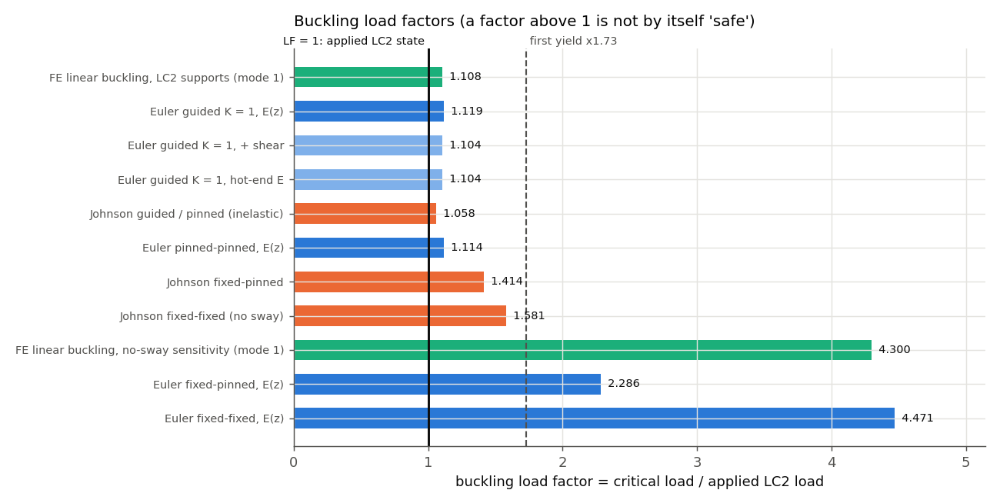 Buckling load factors (a factor above 1 is not by itself 'safe')
LF = 1: applied LC2 state
first yield x1.73
FE linear buckling, LC2 supports (mode 1)
1.108
Euler guided K = 1, E(z)
1.119
Euler guided K = 1, + shear
1.104
Euler guided K = 1, hot-end E
1.104
Johnson guided / pinned (inelastic)
1.058
Euler pinned-pinned, E(z)
1.114
Johnson fixed-pinned
1.414
Johnson fixed-fixed (no sway)
1.581
FE linear buckling, no-sway sensitivity (mode 1)
4.300
Euler fixed-pinned, E(z)
2.286
Euler fixed-fixed, E(z)
4.471
0 1 2 3 4 5
buckling load factor = critical load / applied LC2 load